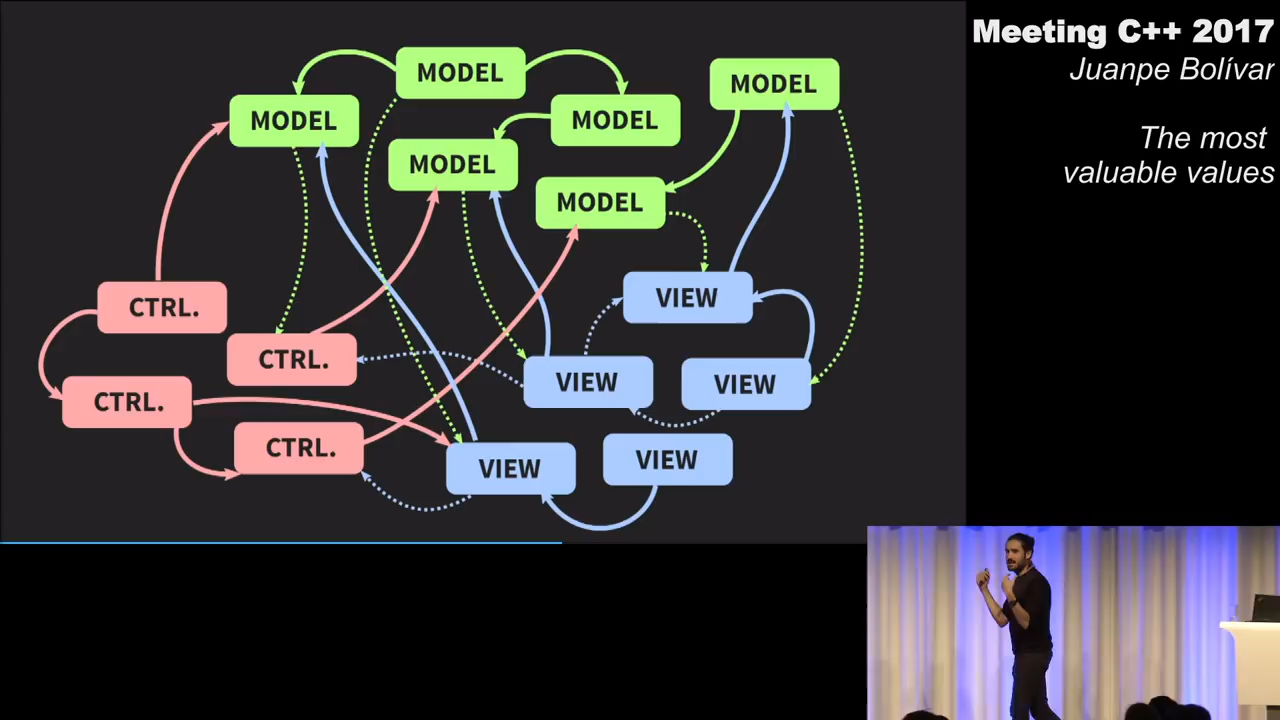 MODEL
MODEL
MODEL
MODEL
MODEL
MODEL
CTRL.
CTRL.
CTRL.
CTRL.
VIEW
VIEW
VIEW
VIEW
VIEW
Meeting C++ 2017
Juanpe Bolívar
The most
valuable values